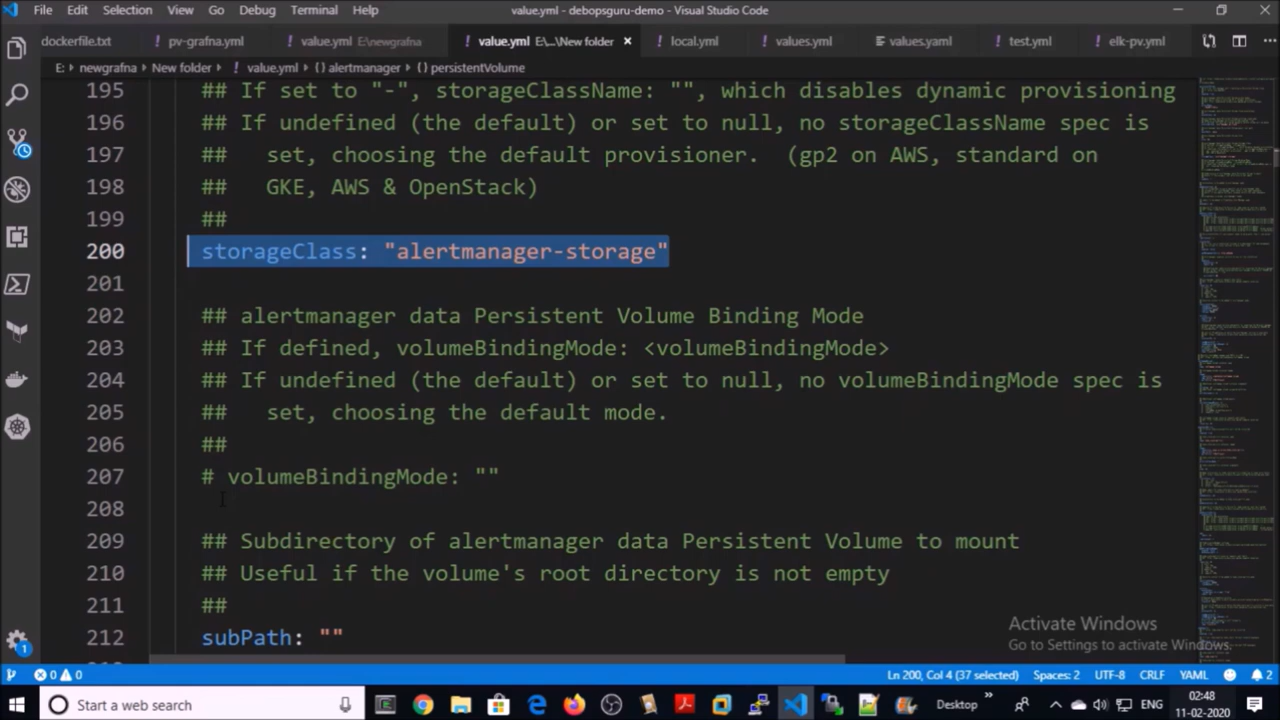 File Edit Selection View Go Debug Terminal Help value.yml - debopsguru-demo - Visual Studio Code
dockerfile.txt pv-grafna.yml value.yml E:\newgrafna value.yml E:\...\New folder local.yml values.yml values.yaml test.yml elk-pv.yml
E: › newgrafna › New folder › value.yml › {} alertmanager › {} persistentVolume
195 ## If set to "-", storageClassName: "", which disables dynamic provisioning
196 ## If undefined (the default) or set to null, no storageClassName spec is
197 ##   set, choosing the default provisioner.  (gp2 on AWS, standard on
198 ##   GKE, AWS & OpenStack)
199 ##
200 storageClass: "alertmanager-storage"
201
202 ## alertmanager data Persistent Volume Binding Mode
203 ## If defined, volumeBindingMode: <volumeBindingMode>
204 ## If undefined (the default) or set to null, no volumeBindingMode spec is
205 ##   set, choosing the default mode.
206 ##
207 # volumeBindingMode: ""
208
209 ## Subdirectory of alertmanager data Persistent Volume to mount
210 ## Useful if the volume's root directory is not empty
211 ##
212 subPath: ""
Activate Windows
Go to Settings to activate Windows.
1
0 0 Ln 200, Col 4 (37 selected) Spaces: 2 UTF-8 CRLF YAML 2
Start a web search Desktop » ENG 02:48
11-02-2020